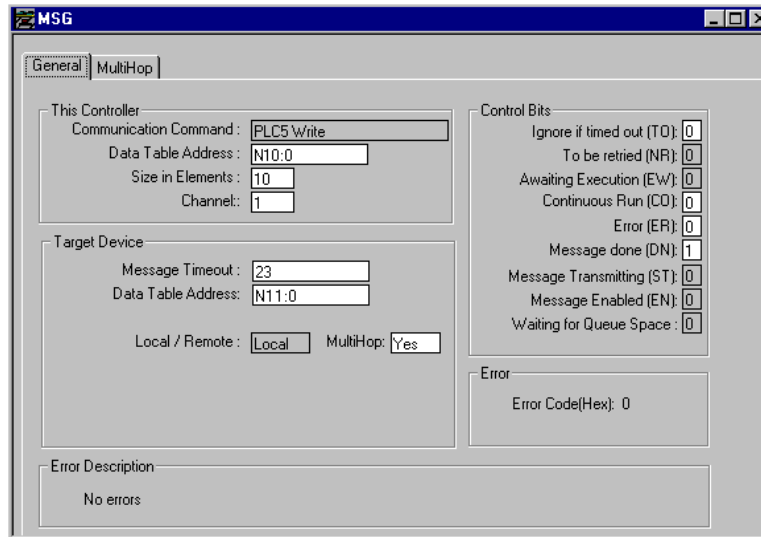 MSG
General MultiHop
This Controller
Communication Command : PLC5 Write
Data Table Address : N10:0
Size in Elements : 10
Channel:: 1
Target Device
Message Timeout : 23
Data Table Address: N11:0
Local / Remote : Local MultiHop: Yes
Control Bits
Ignore if timed out (TO): 0
To be retried (NR): 0
Awaiting Execution (EW): 0
Continuous Run (CO): 0
Error (ER): 0
Message done (DN): 1
Message Transmitting (ST): 0
Message Enabled (EN): 0
Waiting for Queue Space : 0
Error
Error Code(Hex): 0
Error Description
No errors